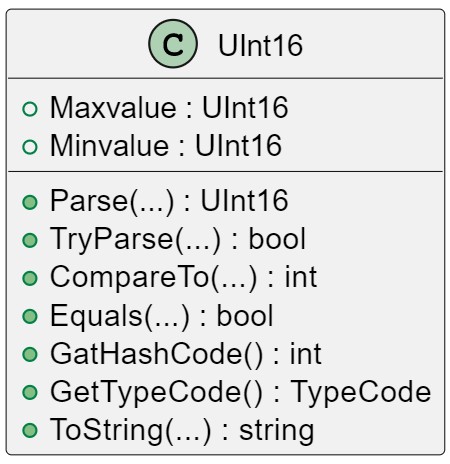 C UInt16
Maxvalue : UInt16
Minvalue : UInt16
Parse(...) : UInt16
TryParse(...) : bool
CompareTo(...) : int
Equals(...) : bool
GatHashCode() : int
GetTypeCode() : TypeCode
ToString(...) : string